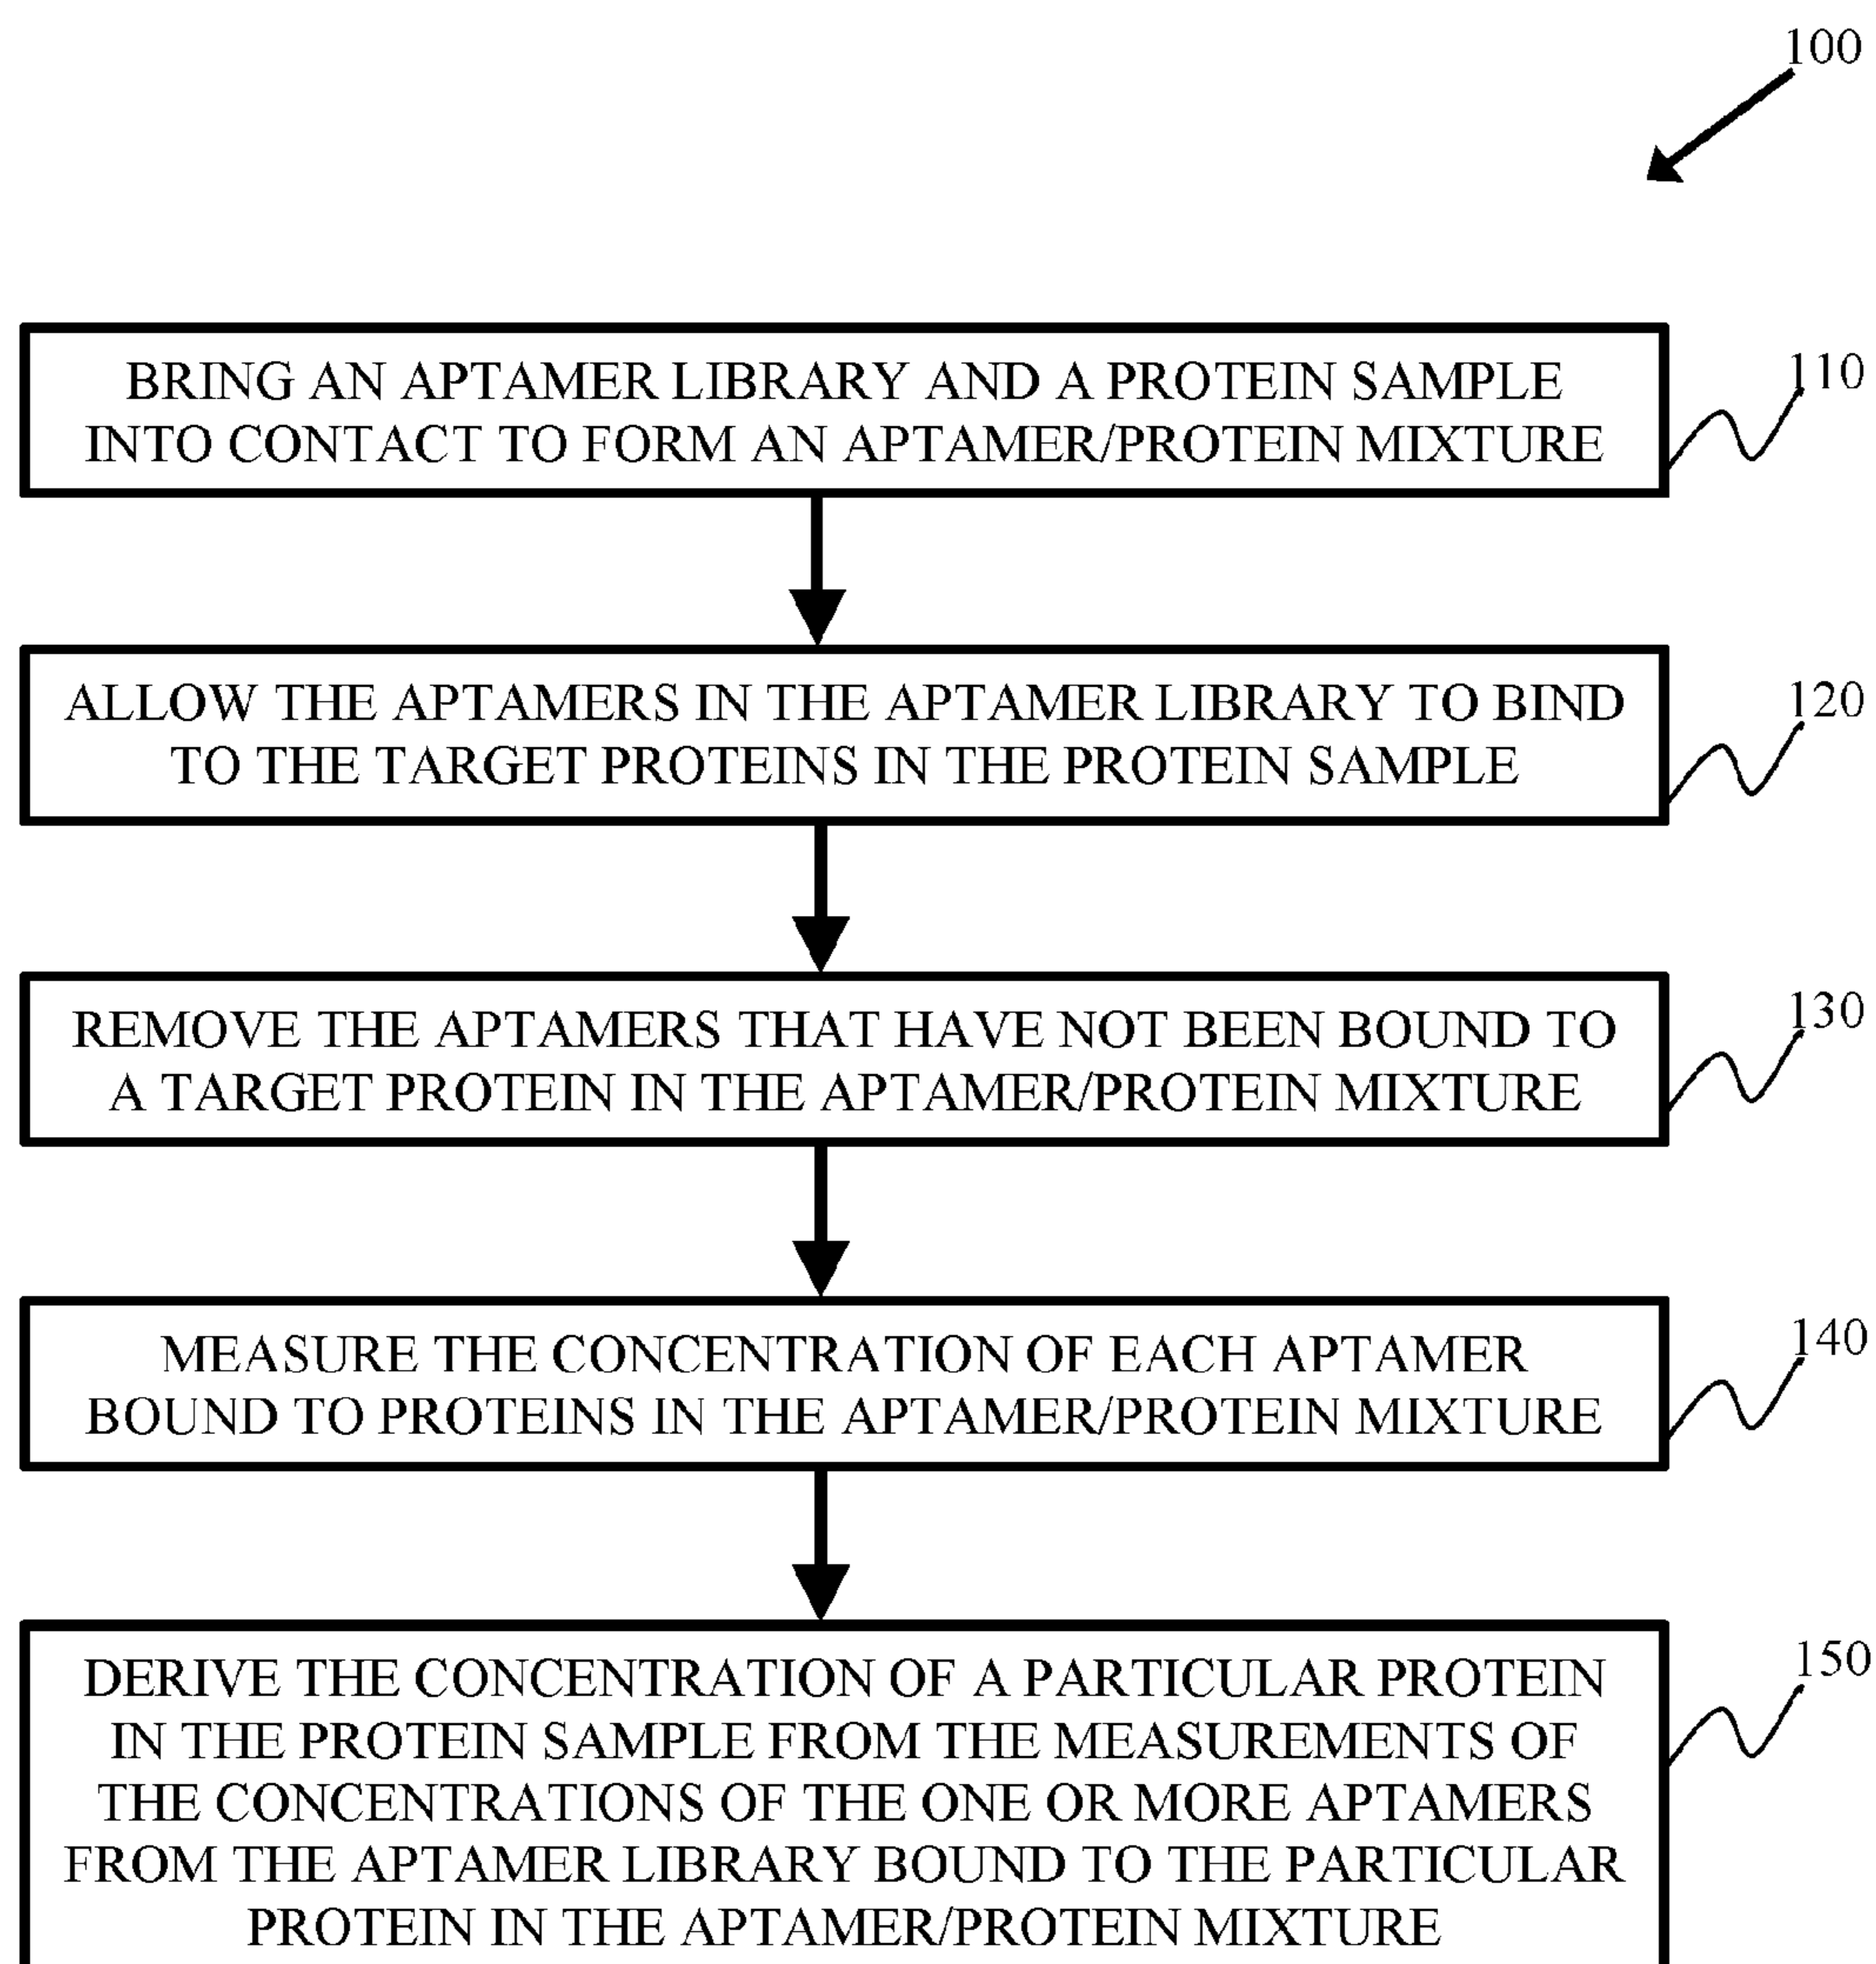 100
BRING AN APTAMER LIBRARY AND A PROTEIN SAMPLE
INTO CONTACT TO FORM AN APTAMER/PROTEIN MIXTURE
110
ALLOW THE APTAMERS IN THE APTAMER LIBRARY TO BIND
TO THE TARGET PROTEINS IN THE PROTEIN SAMPLE
120
REMOVE THE APTAMERS THAT HAVE NOT BEEN BOUND TO
A TARGET PROTEIN IN THE APTAMER/PROTEIN MIXTURE
130
MEASURE THE CONCENTRATION OF EACH APTAMER
BOUND TO PROTEINS IN THE APTAMER/PROTEIN MIXTURE
140
DERIVE THE CONCENTRATION OF A PARTICULAR PROTEIN
IN THE PROTEIN SAMPLE FROM THE MEASUREMENTS OF
THE CONCENTRATIONS OF THE ONE OR MORE APTAMERS
FROM THE APTAMER LIBRARY BOUND TO THE PARTICULAR
PROTEIN IN THE APTAMER/PROTEIN MIXTURE
150